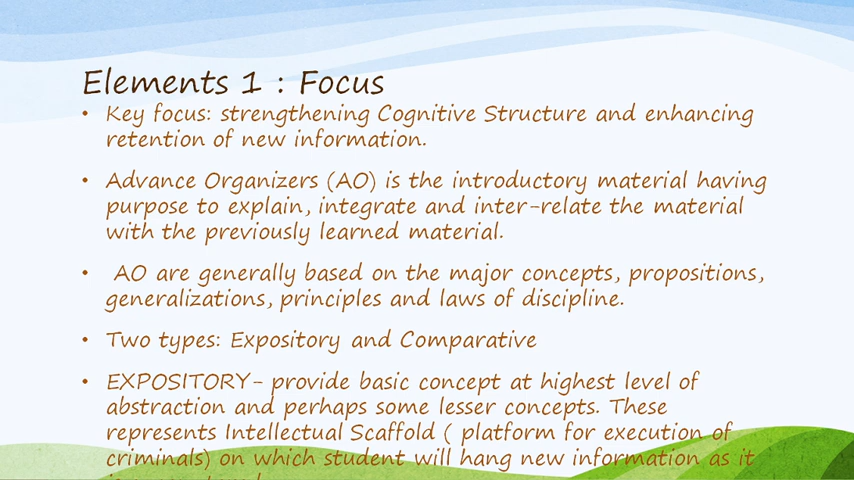 Elements 1 : Focus
• Key focus: strengthening Cognitive Structure and enhancing
retention of new information.
• Advance Organizers (AO) is the introductory material having
purpose to explain, integrate and inter-relate the material
with the previously learned material.
• AO are generally based on the major concepts, propositions,
generalizations, principles and laws of discipline.
• Two types: Expository and Comparative
• EXPOSITORY- provide basic concept at highest level of
abstraction and perhaps some lesser concepts. These
represents Intellectual Scaffold ( platform for execution of
criminals) on which student will hang new information as it